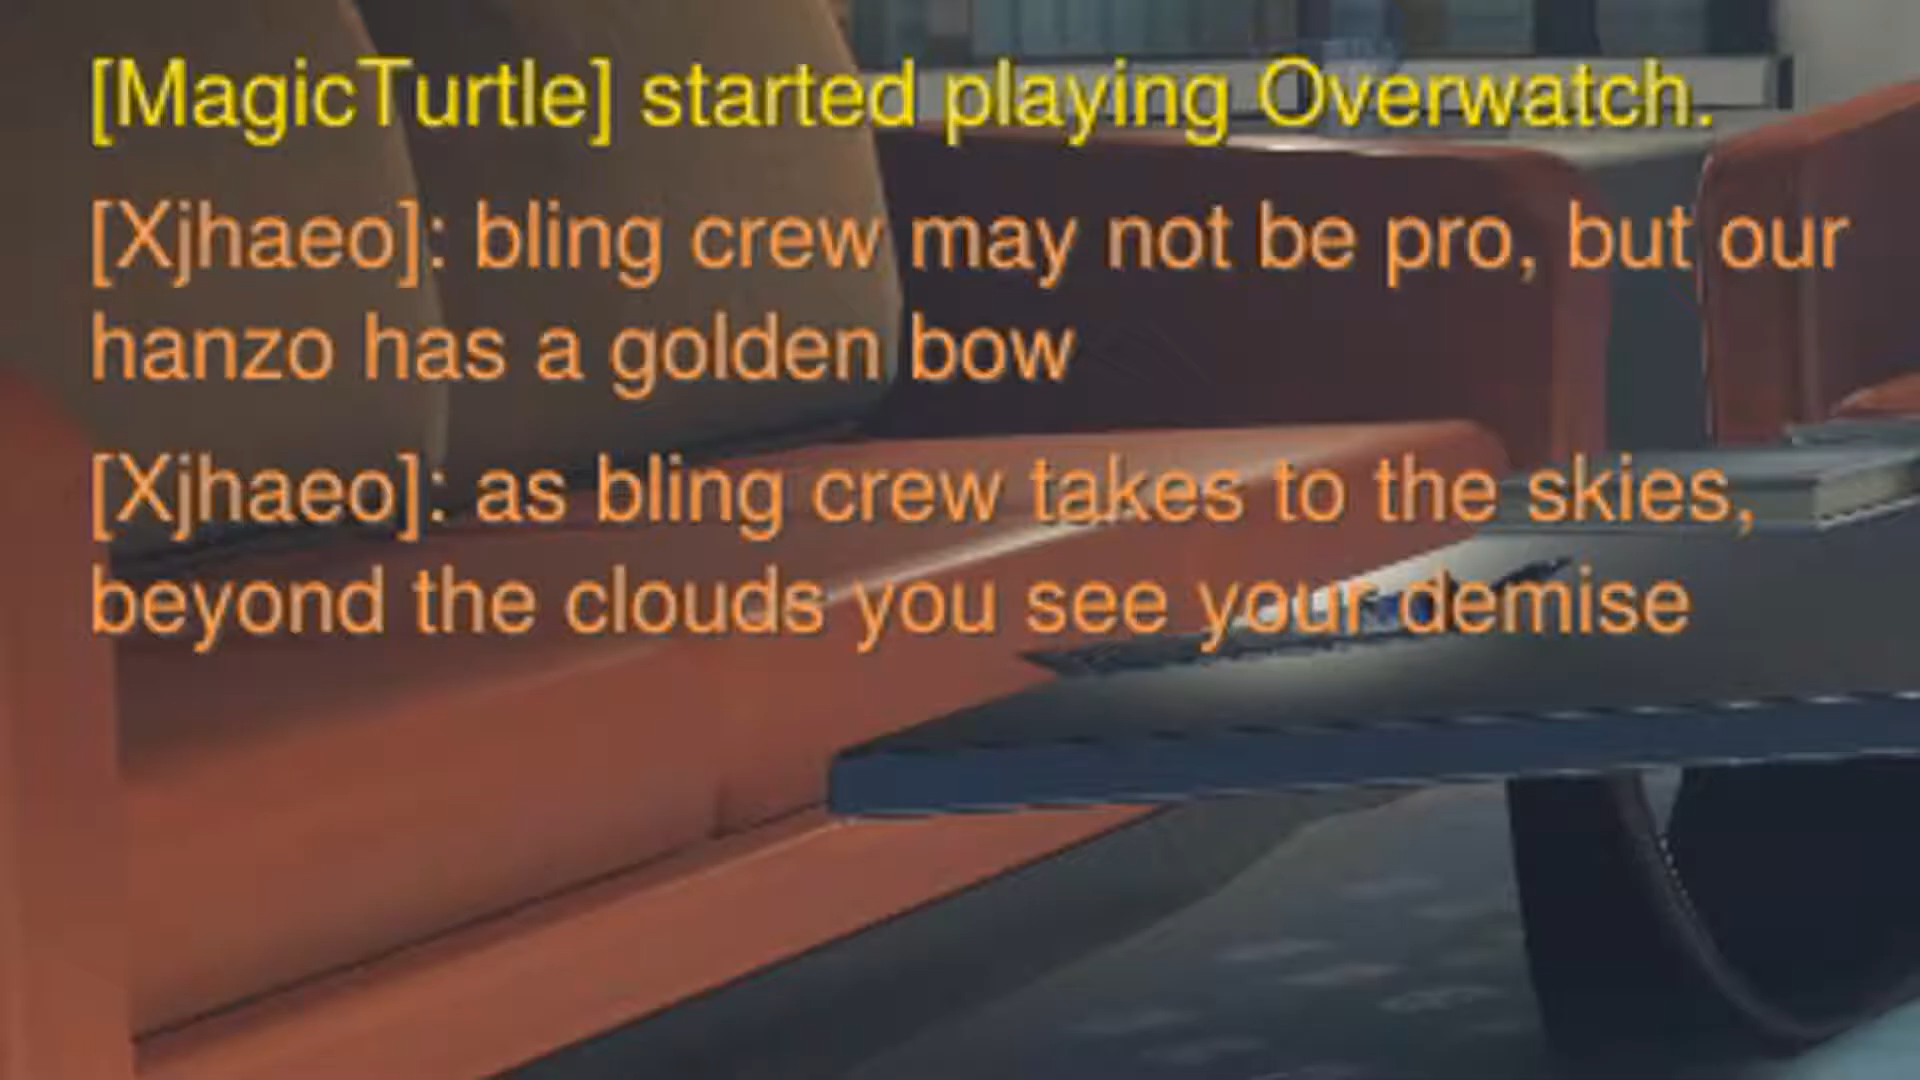 [MagicTurtle] started playing Overwatch.
[Xjhaeo]: bling crew may not be pro, but our
hanzo has a golden bow
[Xjhaeo]: as bling crew takes to the skies,
beyond the clouds you see your demise